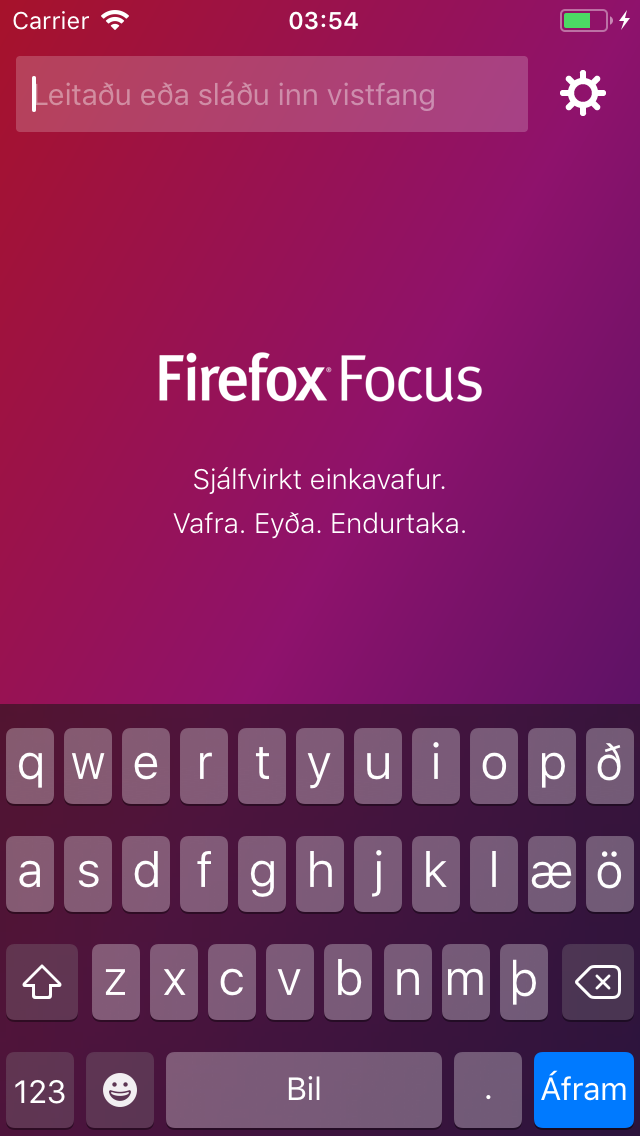 Carrier 03:54
Leitaðu eða sláðu inn vistfang
Firefox® Focus
Sjálfvirkt einkavafur.
Vafra. Eyða. Endurtaka.
q w e r t y u i o p ð
a s d f g h j k l æ ö
z x c v b n m þ
123 Bil . Áfram